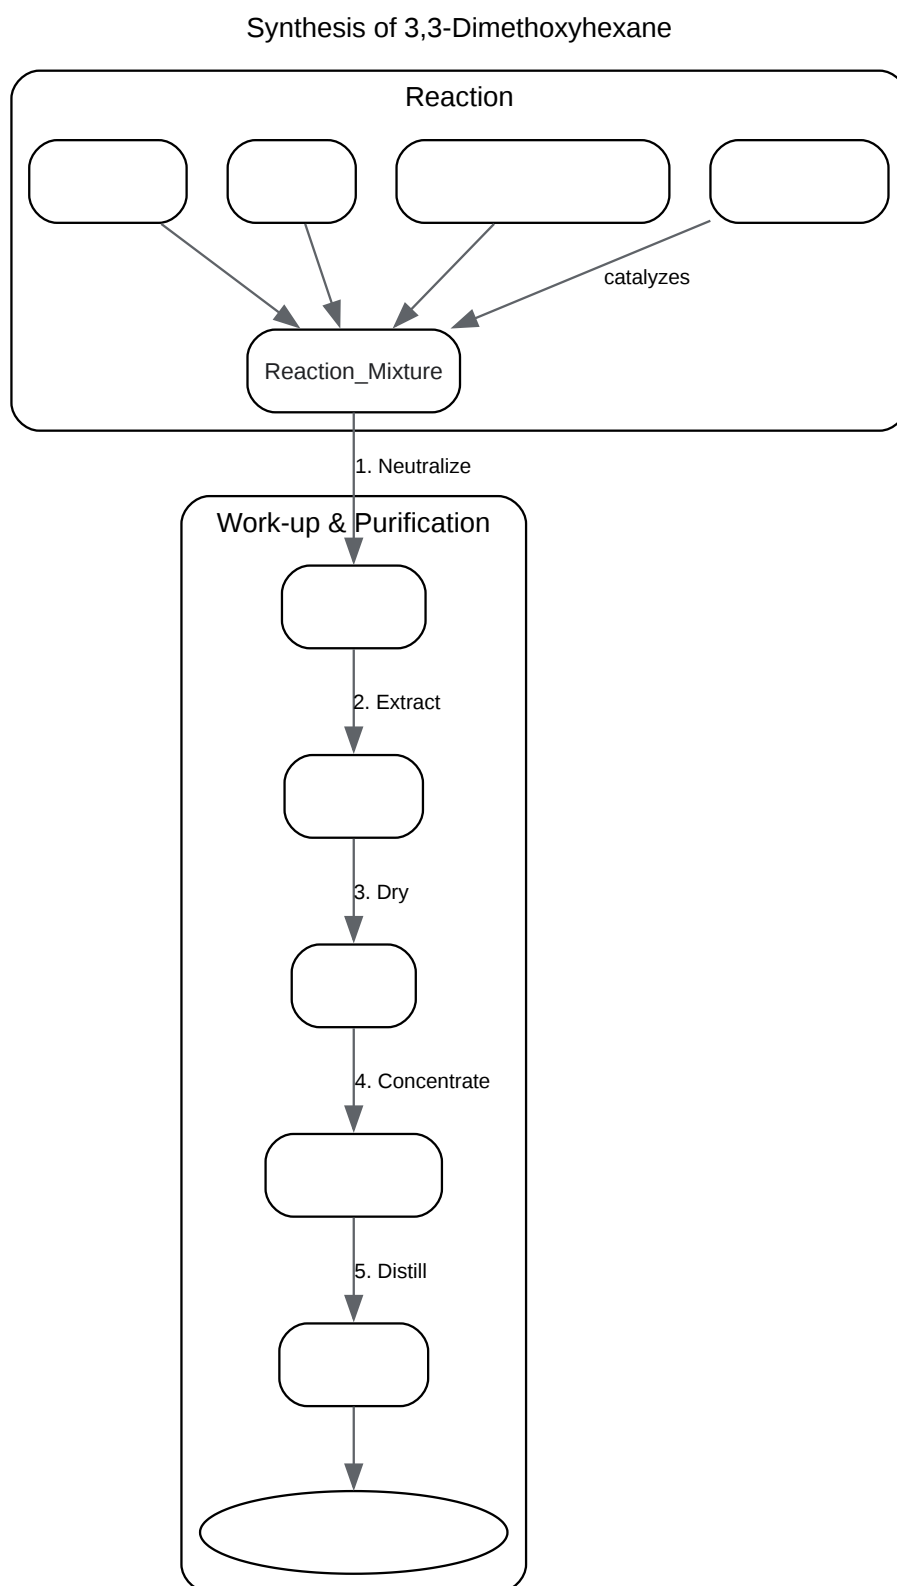 Synthesis of 3,3-Dimethoxyhexane
Reaction
catalyzes
Reaction_Mixture
1. Neutralize
Work-up & Purification
2. Extract
3. Dry
4. Concentrate
5. Distill